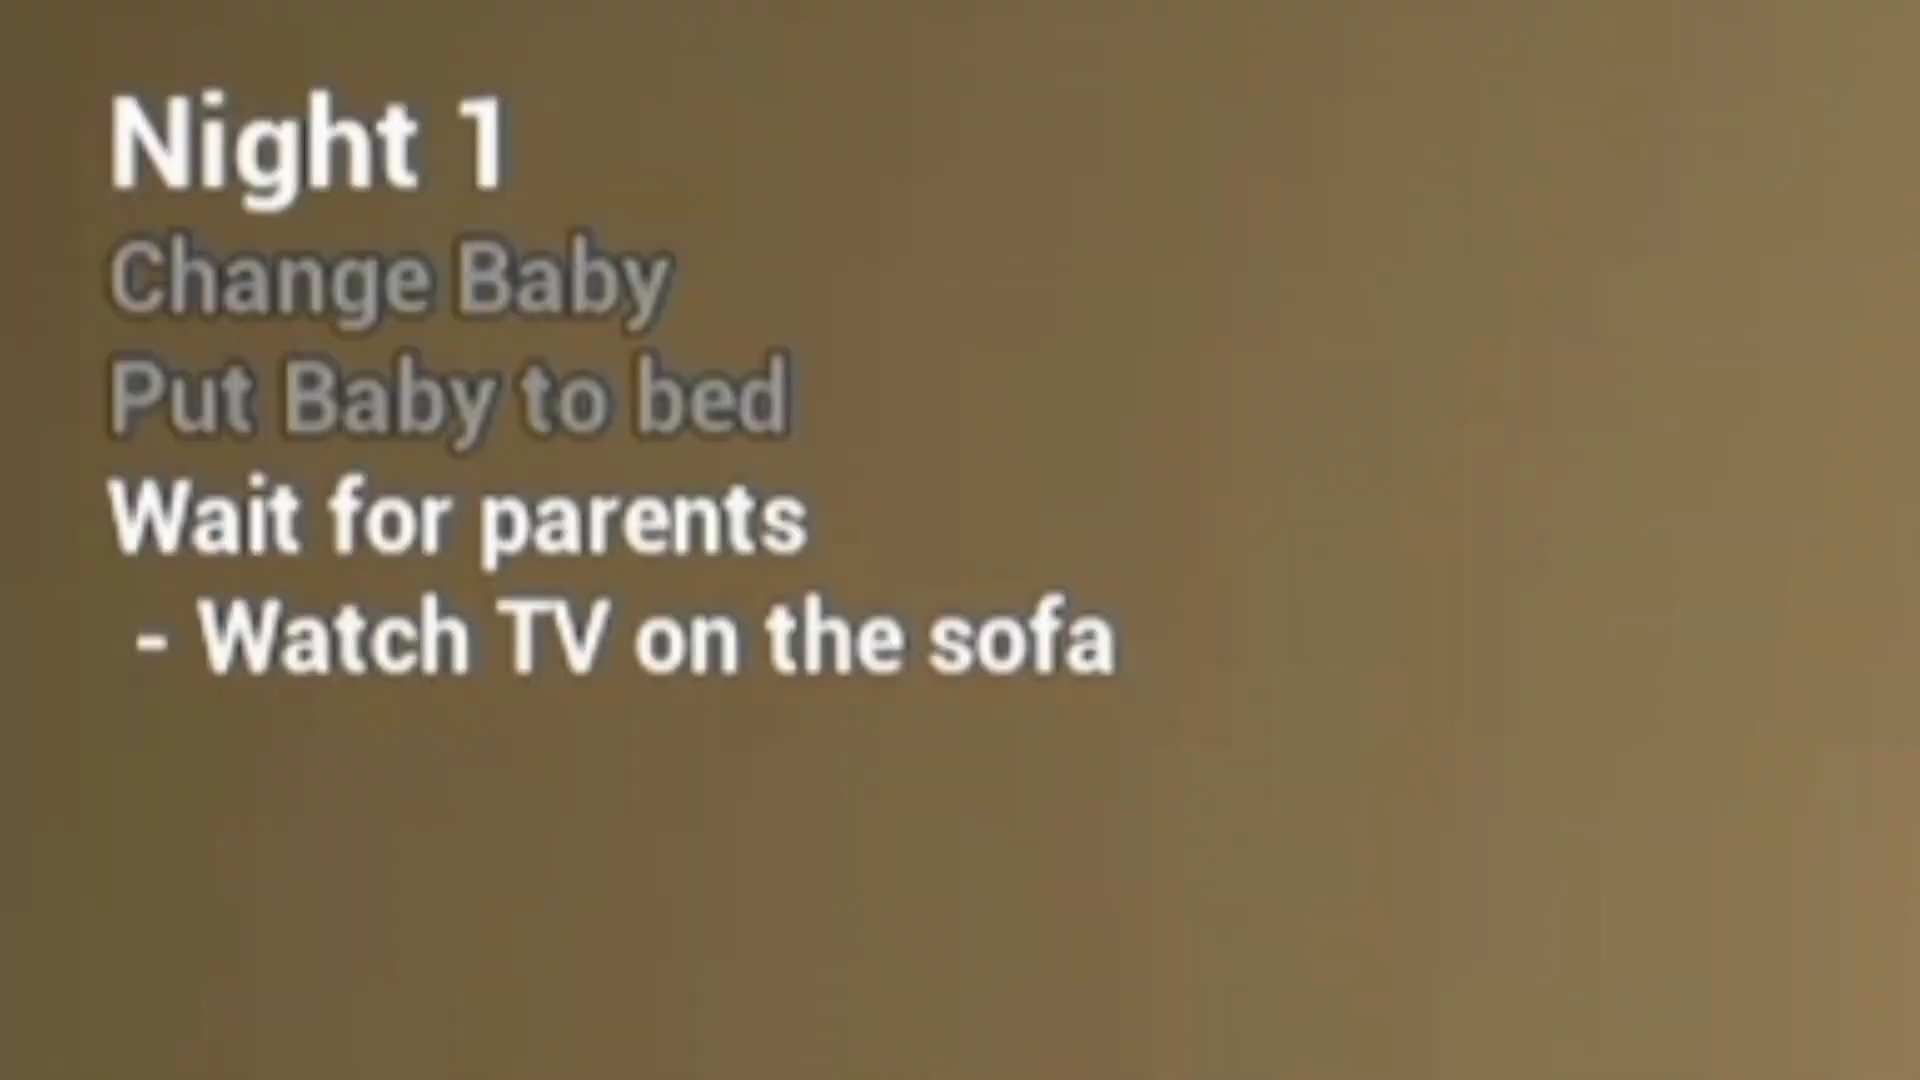 Night 1
Change Baby
Put Baby to bed
Wait for parents
- Watch TV on the sofa